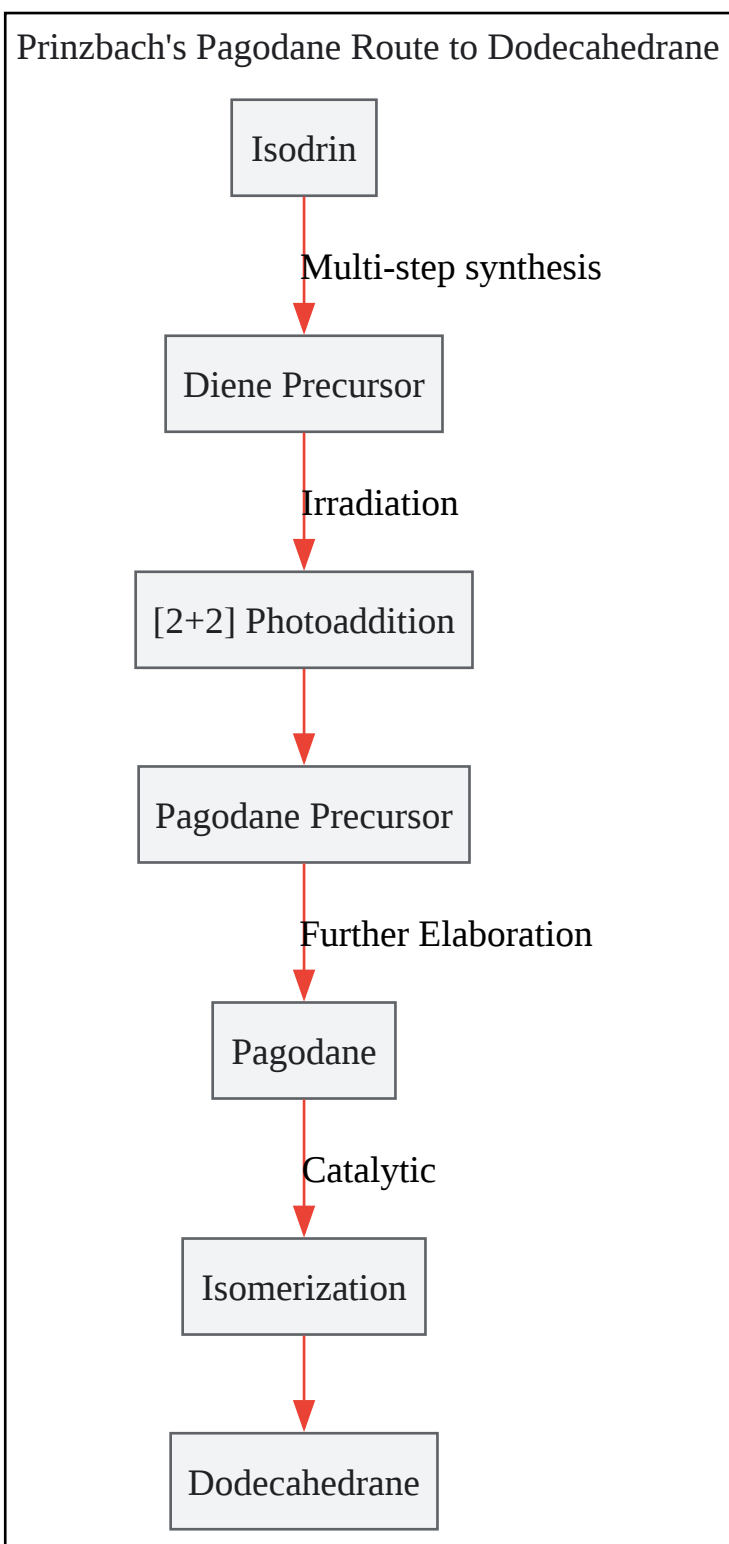 Prinzbach's Pagodane Route to Dodecahedrane
Isodrin
Multi-step synthesis
Diene Precursor
Irradiation
[2+2] Photoaddition
Pagodane Precursor
Further Elaboration
Pagodane
Catalytic
Isomerization
Dodecahedrane